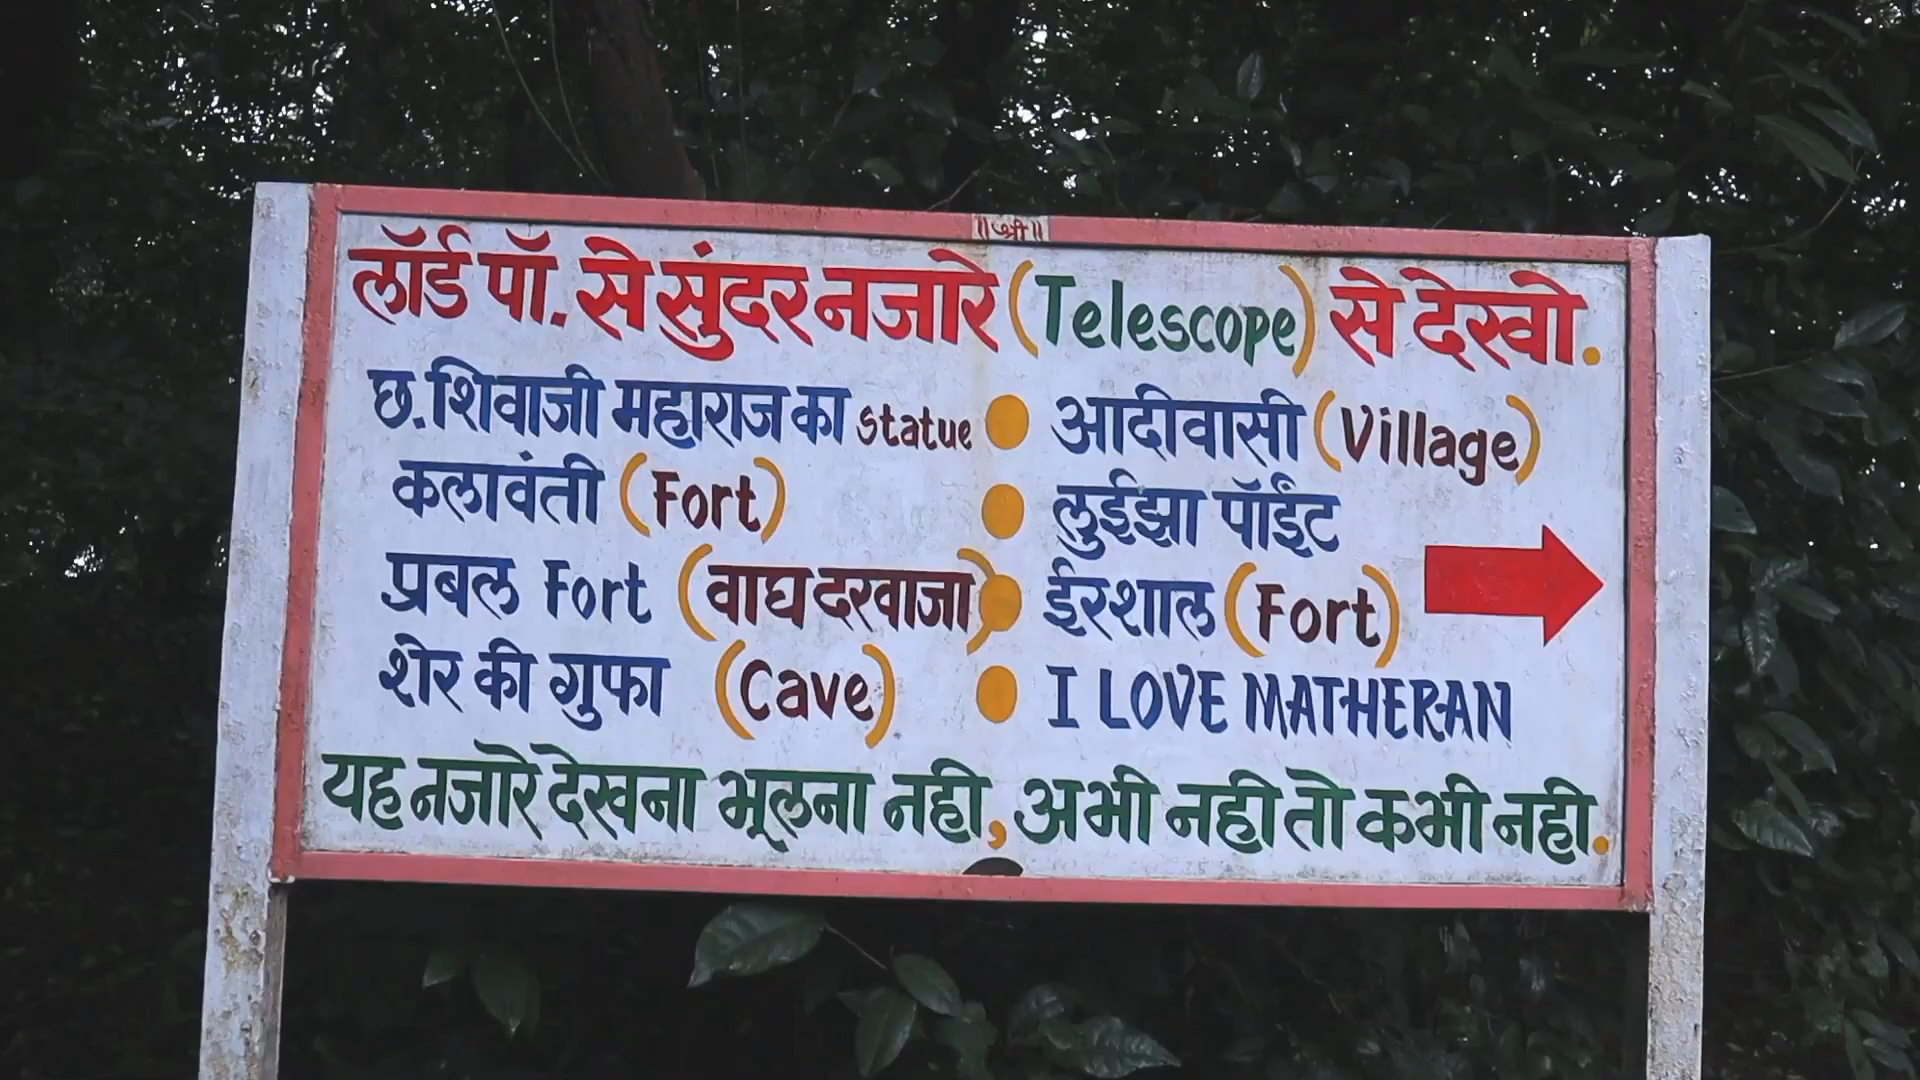 ॥श्री॥
लॉर्ड पॉ. से सुंदर नजारे (Telescope) से देखो.
छ. शिवाजी महाराज का statue ● आदीवासी (Village)
कलावंती (Fort) ● लुईझा पॉईंट
प्रबल Fort (वाघ दरवाजा) ● ईरशाल (Fort)
शेर की गुफा (Cave) ● I LOVE MATHERAN
यह नजारे देखना भूलना नही, अभी नही तो कभी नही.